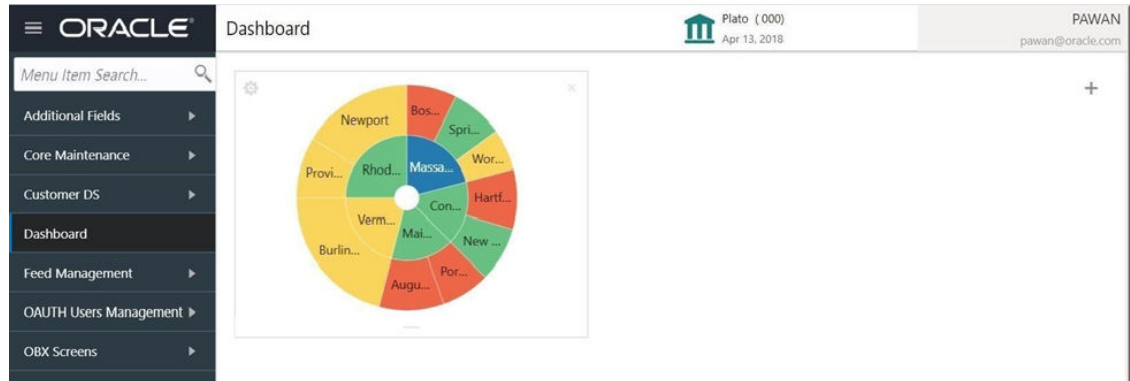 ORACLE
Dashboard
Plato ( 000)
Apr 13, 2018
PAWAN
pawan@oracle.com
Menu Item Search...
Additional Fields
Core Maintenance
Customer DS
Dashboard
Feed Management
OAUTH Users Management
OBX Screens
Newport
Bos...
Spri...
Provi...
Rhod...
Massa...
Wor...
Hartf...
Con...
Verm...
Mai...
New ...
Burlin...
Por...
Augu...